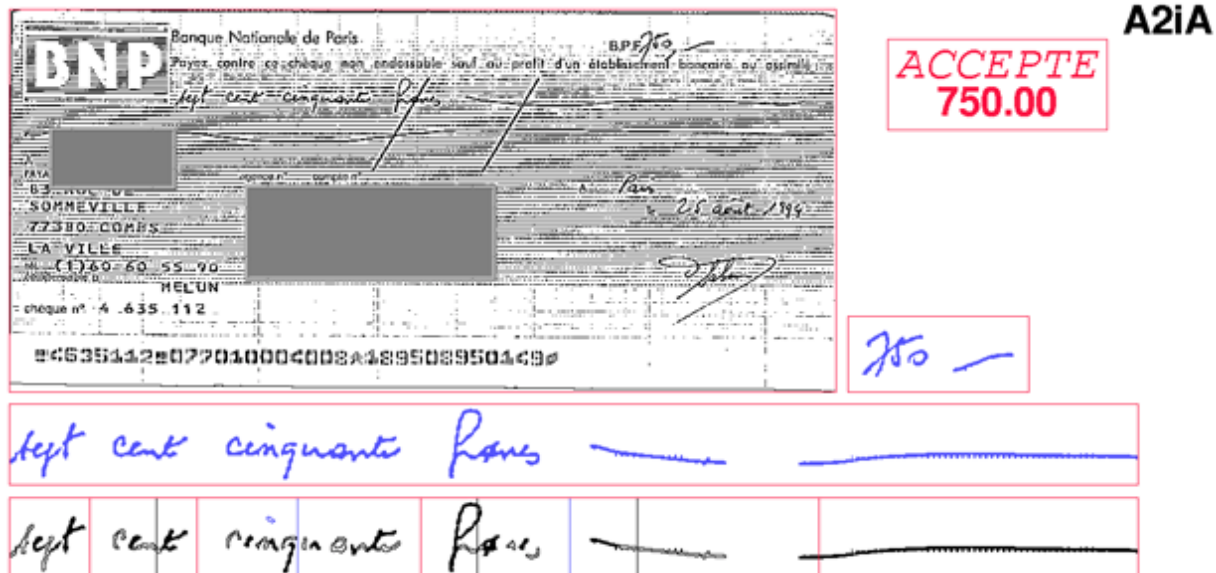 A2iA
BNP
Banque Nationale de Paris
B.P.F. 750,—
Payez contre ce chèque non endossable sauf au profit d'un établissement bancaire ou assimilé
sept cent cinquante francs
ACCEPTE
750.00
A
agence n° compte n°
A Paris
SOMMEVILLE
le 25 août 1994
77380 COMBS
LA VILLE
(1)60 60 55 90
MELUN
chèque n° 4 635 112
750 —
sept cent cinquante francs
sept cent cinquante francs